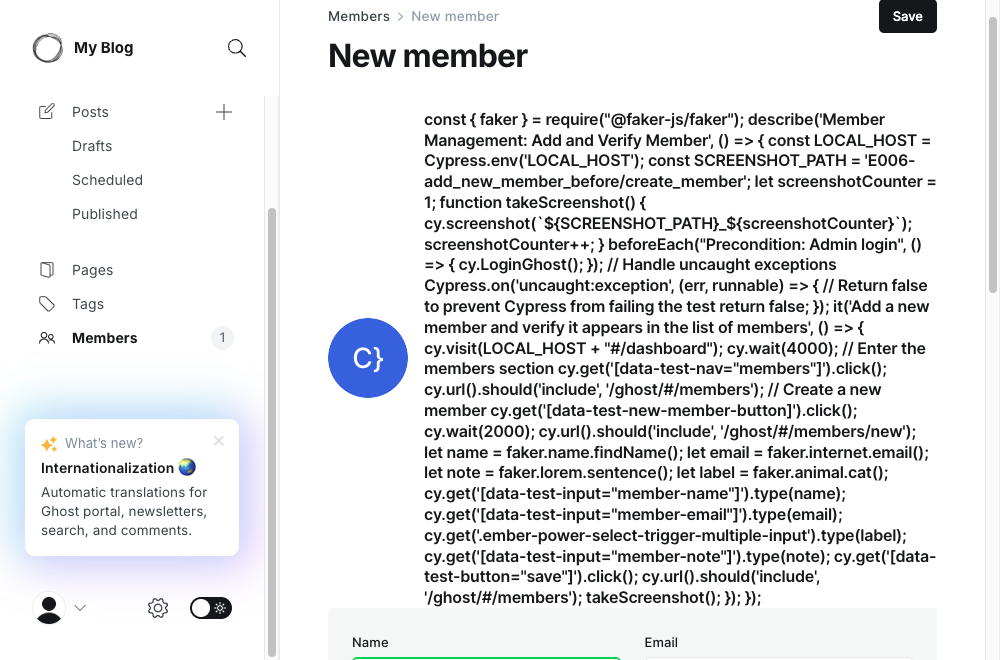 My Blog
Posts
Drafts
Scheduled
Published
Pages
Tags
Members
1
What's new?
Internationalization
Automatic translations for
Ghost portal, newsletters,
search, and comments.
Members
New member
Save
New member
C}
const { faker } = require("@faker-js/faker"); describe('Member
Management: Add and Verify Member', () => { const LOCAL_HOST =
Cypress.env('LOCAL_HOST'); const SCREENSHOT_PATH = 'E006-
add_new_member_before/create_member'; let screenshotCounter =
1; function takeScreenshot() {
cy.screenshot(`${SCREENSHOT_PATH}_${screenshotCounter}`);
screenshotCounter++; } beforeEach("Precondition: Admin login", ()
=> { cy.LoginGhost(); }); // Handle uncaught exceptions
Cypress.on('uncaught:exception', (err, runnable) => { // Return false
to prevent Cypress from failing the test return false; }); it('Add a new
member and verify it appears in the list of members', () => {
cy.visit(LOCAL_HOST + "#/dashboard"); cy.wait(4000); // Enter the
members section cy.get('[data-test-nav="members"]').click();
cy.url().should('include', '/ghost/#/members'); // Create a new
member cy.get('[data-test-new-member-button]').click();
cy.wait(2000); cy.url().should('include', '/ghost/#/members/new');
let name = faker.name.findName(); let email = faker.internet.email();
let note = faker.lorem.sentence(); let label = faker.animal.cat();
cy.get('[data-test-input="member-name"]').type(name);
cy.get('[data-test-input="member-email"]').type(email);
cy.get('.ember-power-select-trigger-multiple-input').type(label);
cy.get('[data-test-input="member-note"]').type(note); cy.get('[data-
test-button="save"]').click(); cy.url().should('include',
'/ghost/#/members'); takeScreenshot(); }); });
Name
Email